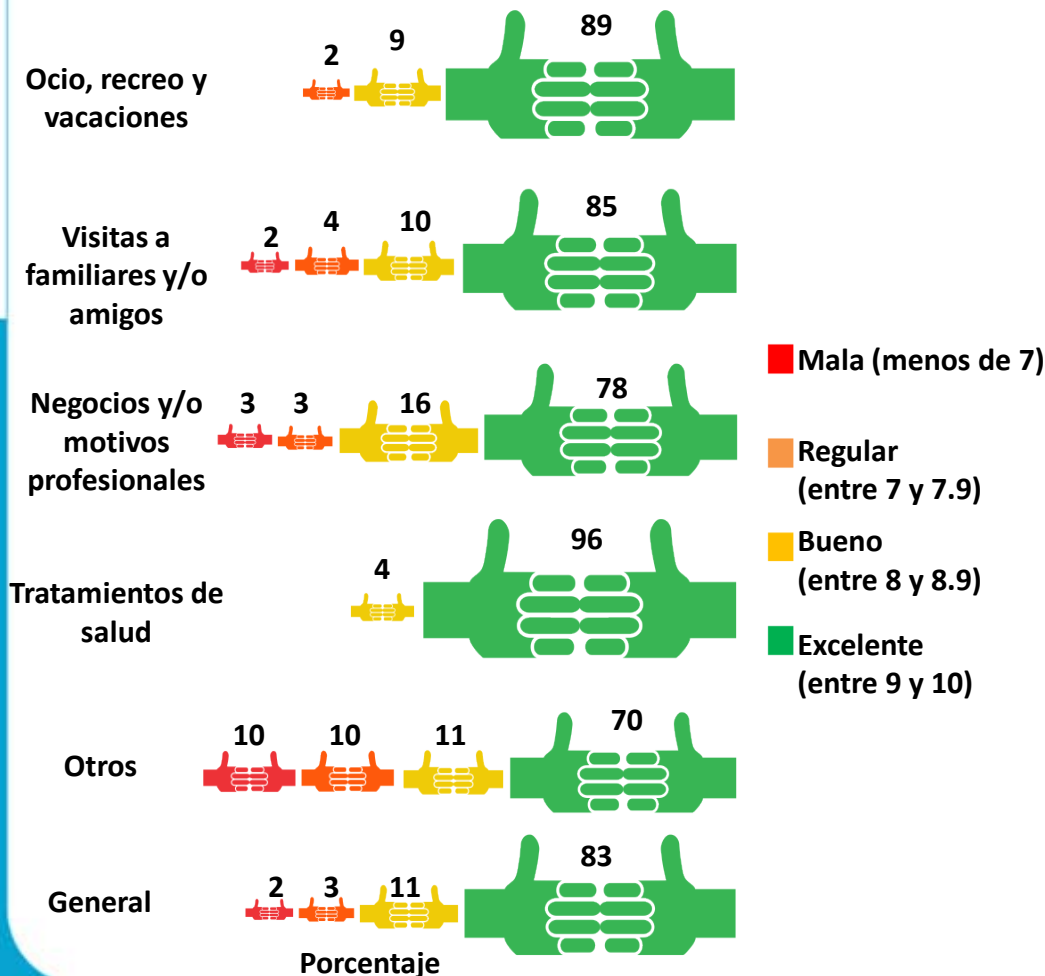 89
9
2
Ocio, recreo y
vacaciones
85
10
4
2
Visitas a
familiares y/o
amigos
78
16
3
3
Negocios y/o
motivos
profesionales
96
4
Tratamientos de
salud
70
11
10
10
Otros
83
11
3
2
General
Porcentaje
Mala (menos de 7)
Regular
(entre 7 y 7.9)
Bueno
(entre 8 y 8.9)
Excelente
(entre 9 y 10)